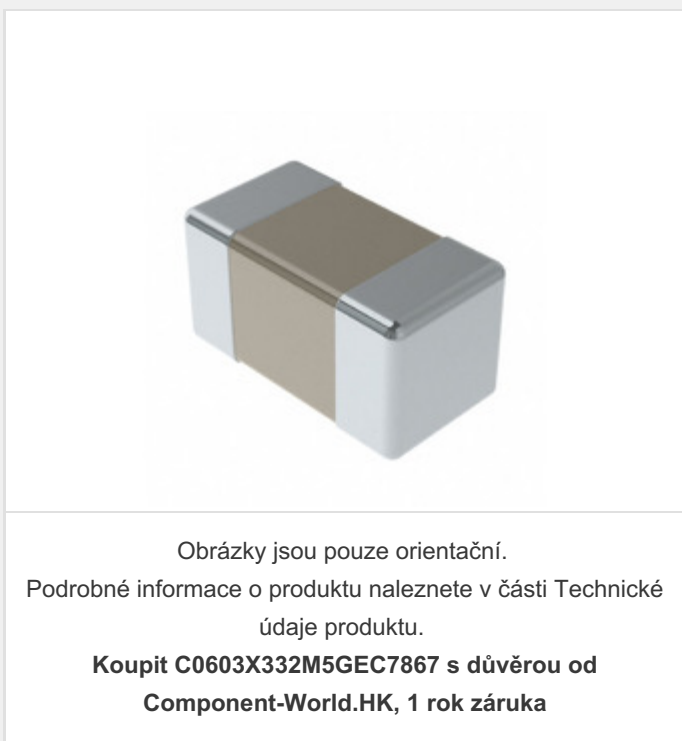 Obrázky jsou pouze orientační.
Podrobné informace o produktu naleznete v části Technické
údaje produktu.
Koupit C0603X332M5GEC7867 s důvěrou od
Component-World.HK, 1 rok záruka